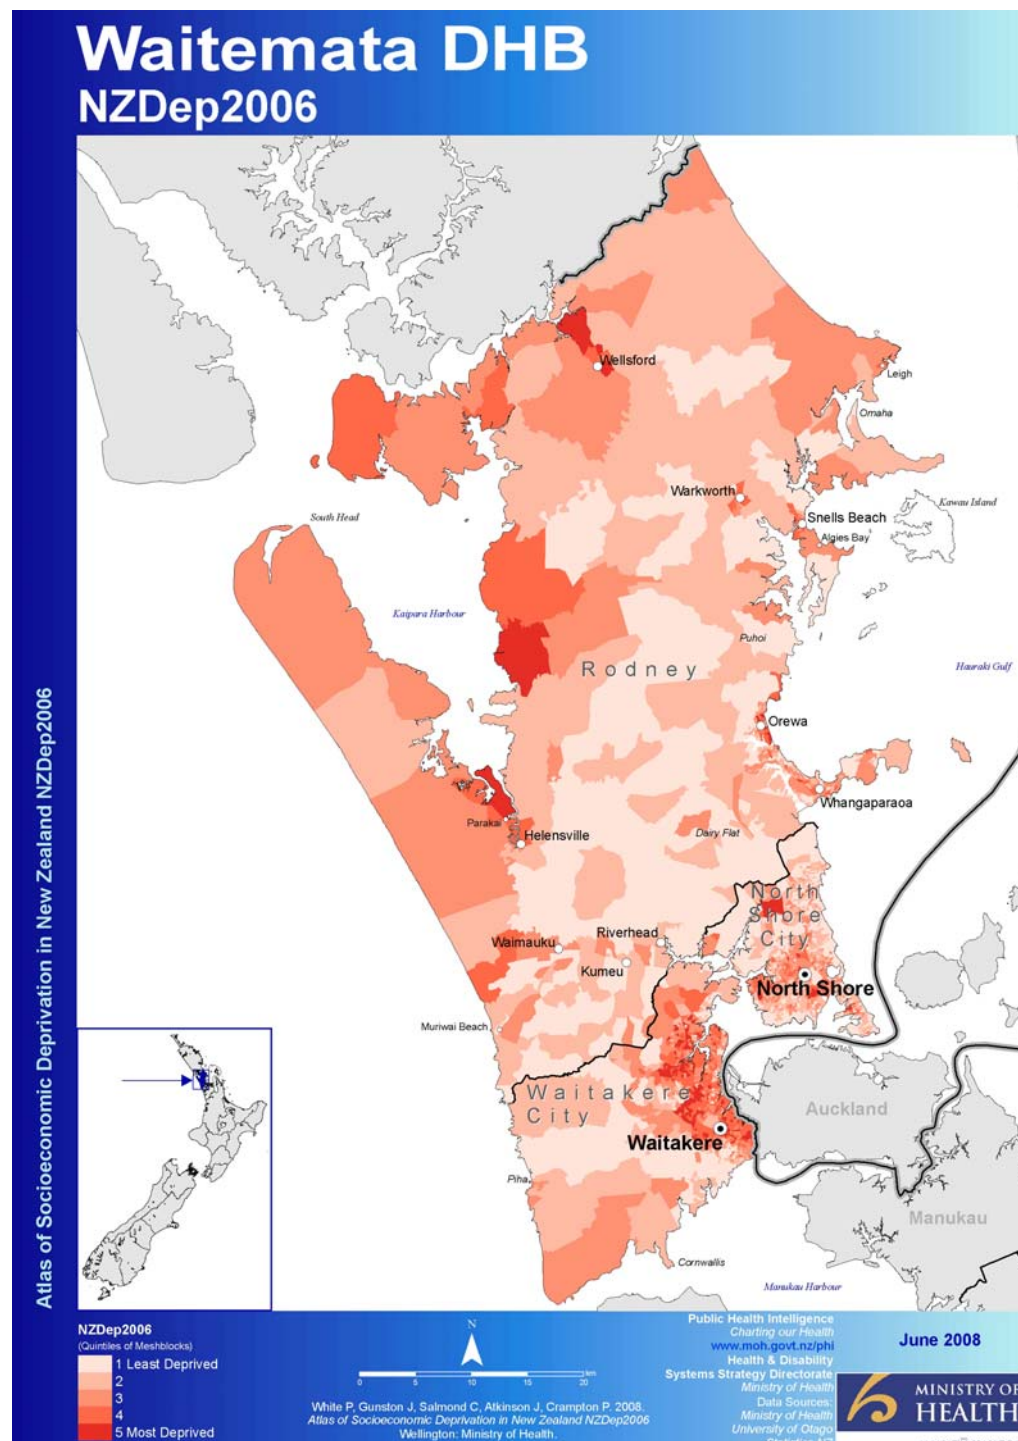 Waitemata DHB
NZDep2006
Atlas of Socioeconomic Deprivation in New Zealand NZDep2006
Wellsford
Leigh
Omaha
Warkworth
Kawau Island
South Head
Snells Beach
Algies Bay
Kaipara Harbour
Puhoi
Rodney
Hauraki Gulf
Orewa
Whangaparaoa
Parakai
Helensville
Dairy Flat
North
Shore
City
Waimauku
Riverhead
Kumeu
North Shore
Muriwai Beach
Waitakere
City
Auckland
Waitakere
Piha
Manukau
Cornwallis
Manukau Harbour
NZDep2006
(Quintiles of Meshblocks)
1 Least Deprived
2
3
4
5 Most Deprived
N
0 5 10 20
km
White P, Gunston J, Salmond C, Atkinson J, Crampton P. 2008.
Atlas of Socioeconomic Deprivation in New Zealand NZDep2006
Wellington: Ministry of Health.
Public Health Intelligence
Charting our Health
www.moh.govt.nz/phi
Health & Disability
Systems Strategy Directorate
Ministry of Health
Data Sources:
Ministry of Health
University of Otago
June 2008
MINISTRY OF
HEALTH